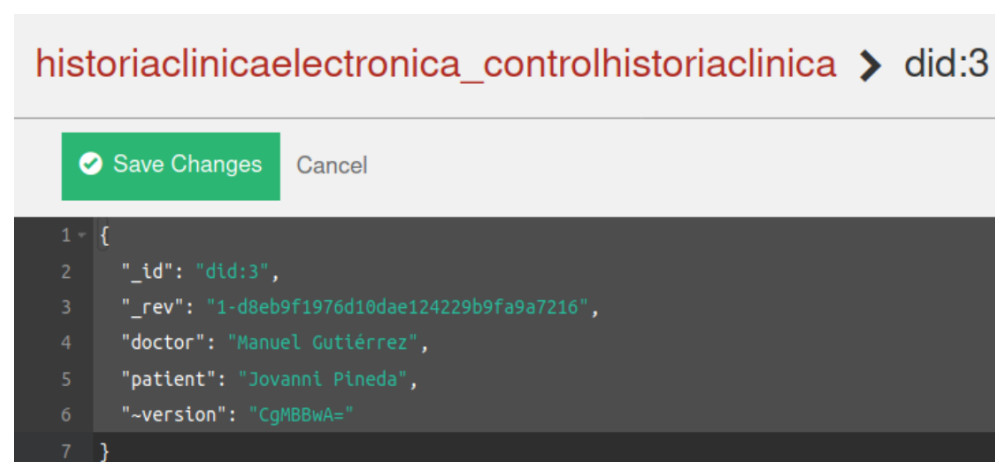 historiaclinicaelectronica_controlhistoriaclinica > did:3
Save Changes Cancel
1 {
2 "_id": "did:3",
3 "_rev": "1-d8eb9f1976d10dae124229b9fa9a7216",
4 "doctor": "Manuel Gutiérrez",
5 "patient": "Jovanni Pineda",
6 "~version": "CgMBBwA="
7 }